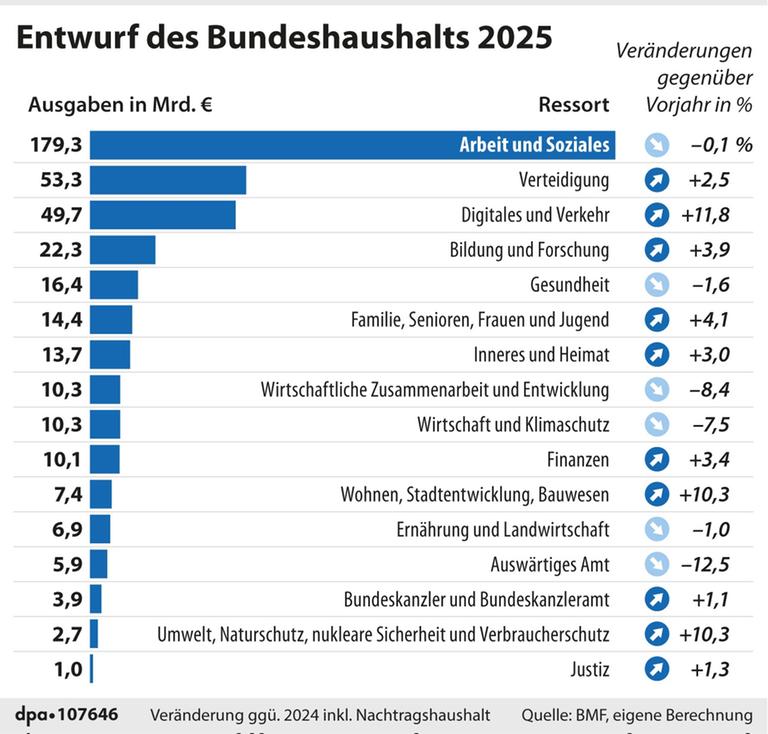 Entwurf des Bundeshaushalts 2025
Veränderungen
gegenüber
Ausgaben in Mrd. € Ressort Vorjahr in %
179,3 Arbeit und Soziales –0,1 %
53,3 Verteidigung +2,5
49,7 Digitales und Verkehr +11,8
22,3 Bildung und Forschung +3,9
16,4 Gesundheit –1,6
14,4 Familie, Senioren, Frauen und Jugend +4,1
13,7 Inneres und Heimat +3,0
10,3 Wirtschaftliche Zusammenarbeit und Entwicklung –8,4
10,3 Wirtschaft und Klimaschutz –7,5
10,1 Finanzen +3,4
7,4 Wohnen, Stadtentwicklung, Bauwesen +10,3
6,9 Ernährung und Landwirtschaft –1,0
5,9 Auswärtiges Amt –12,5
3,9 Bundeskanzler und Bundeskanzleramt +1,1
2,7 Umwelt, Naturschutz, nukleare Sicherheit und Verbraucherschutz +10,3
1,0 Justiz +1,3
dpa•107646 Veränderung ggü. 2024 inkl. Nachtragshaushalt Quelle: BMF, eigene Berechnung